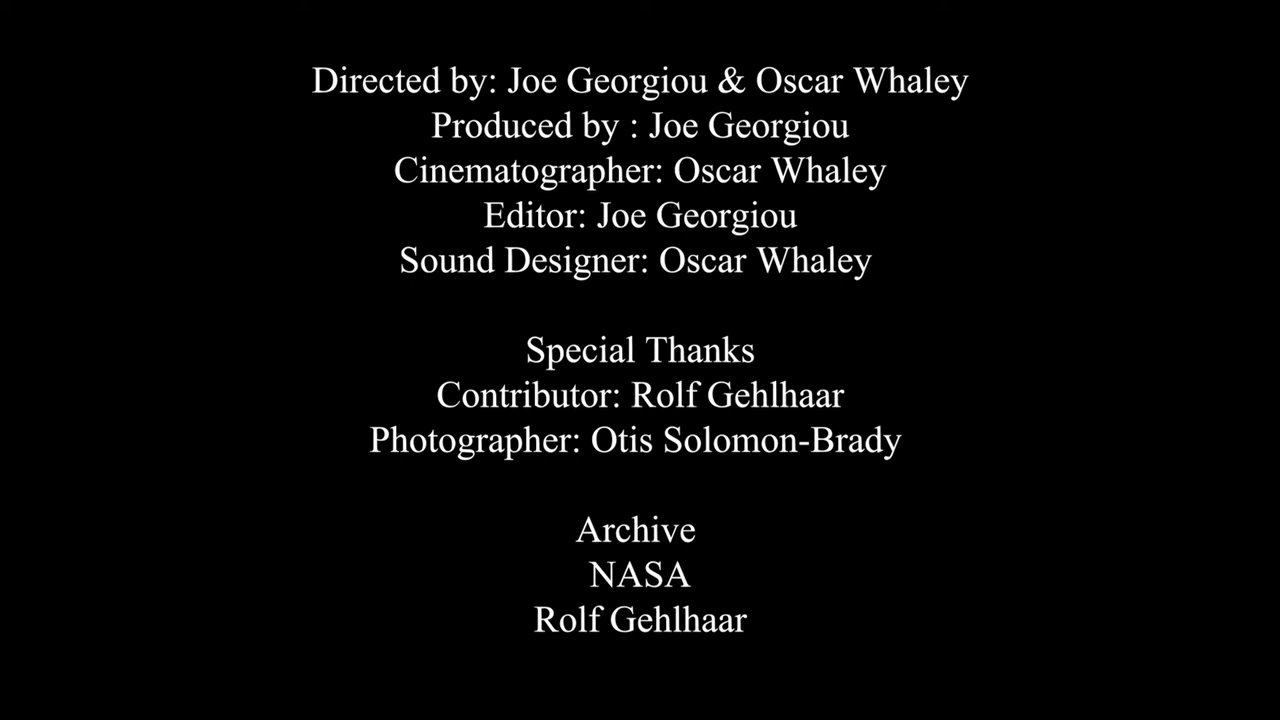 Directed by: Joe Georgiou & Oscar Whaley
Produced by : Joe Georgiou
Cinematographer: Oscar Whaley
Editor: Joe Georgiou
Sound Designer: Oscar Whaley
Special Thanks
Contributor: Rolf Gehlhaar
Photographer: Otis Solomon-Brady
Archive
NASA
Rolf Gehlhaar